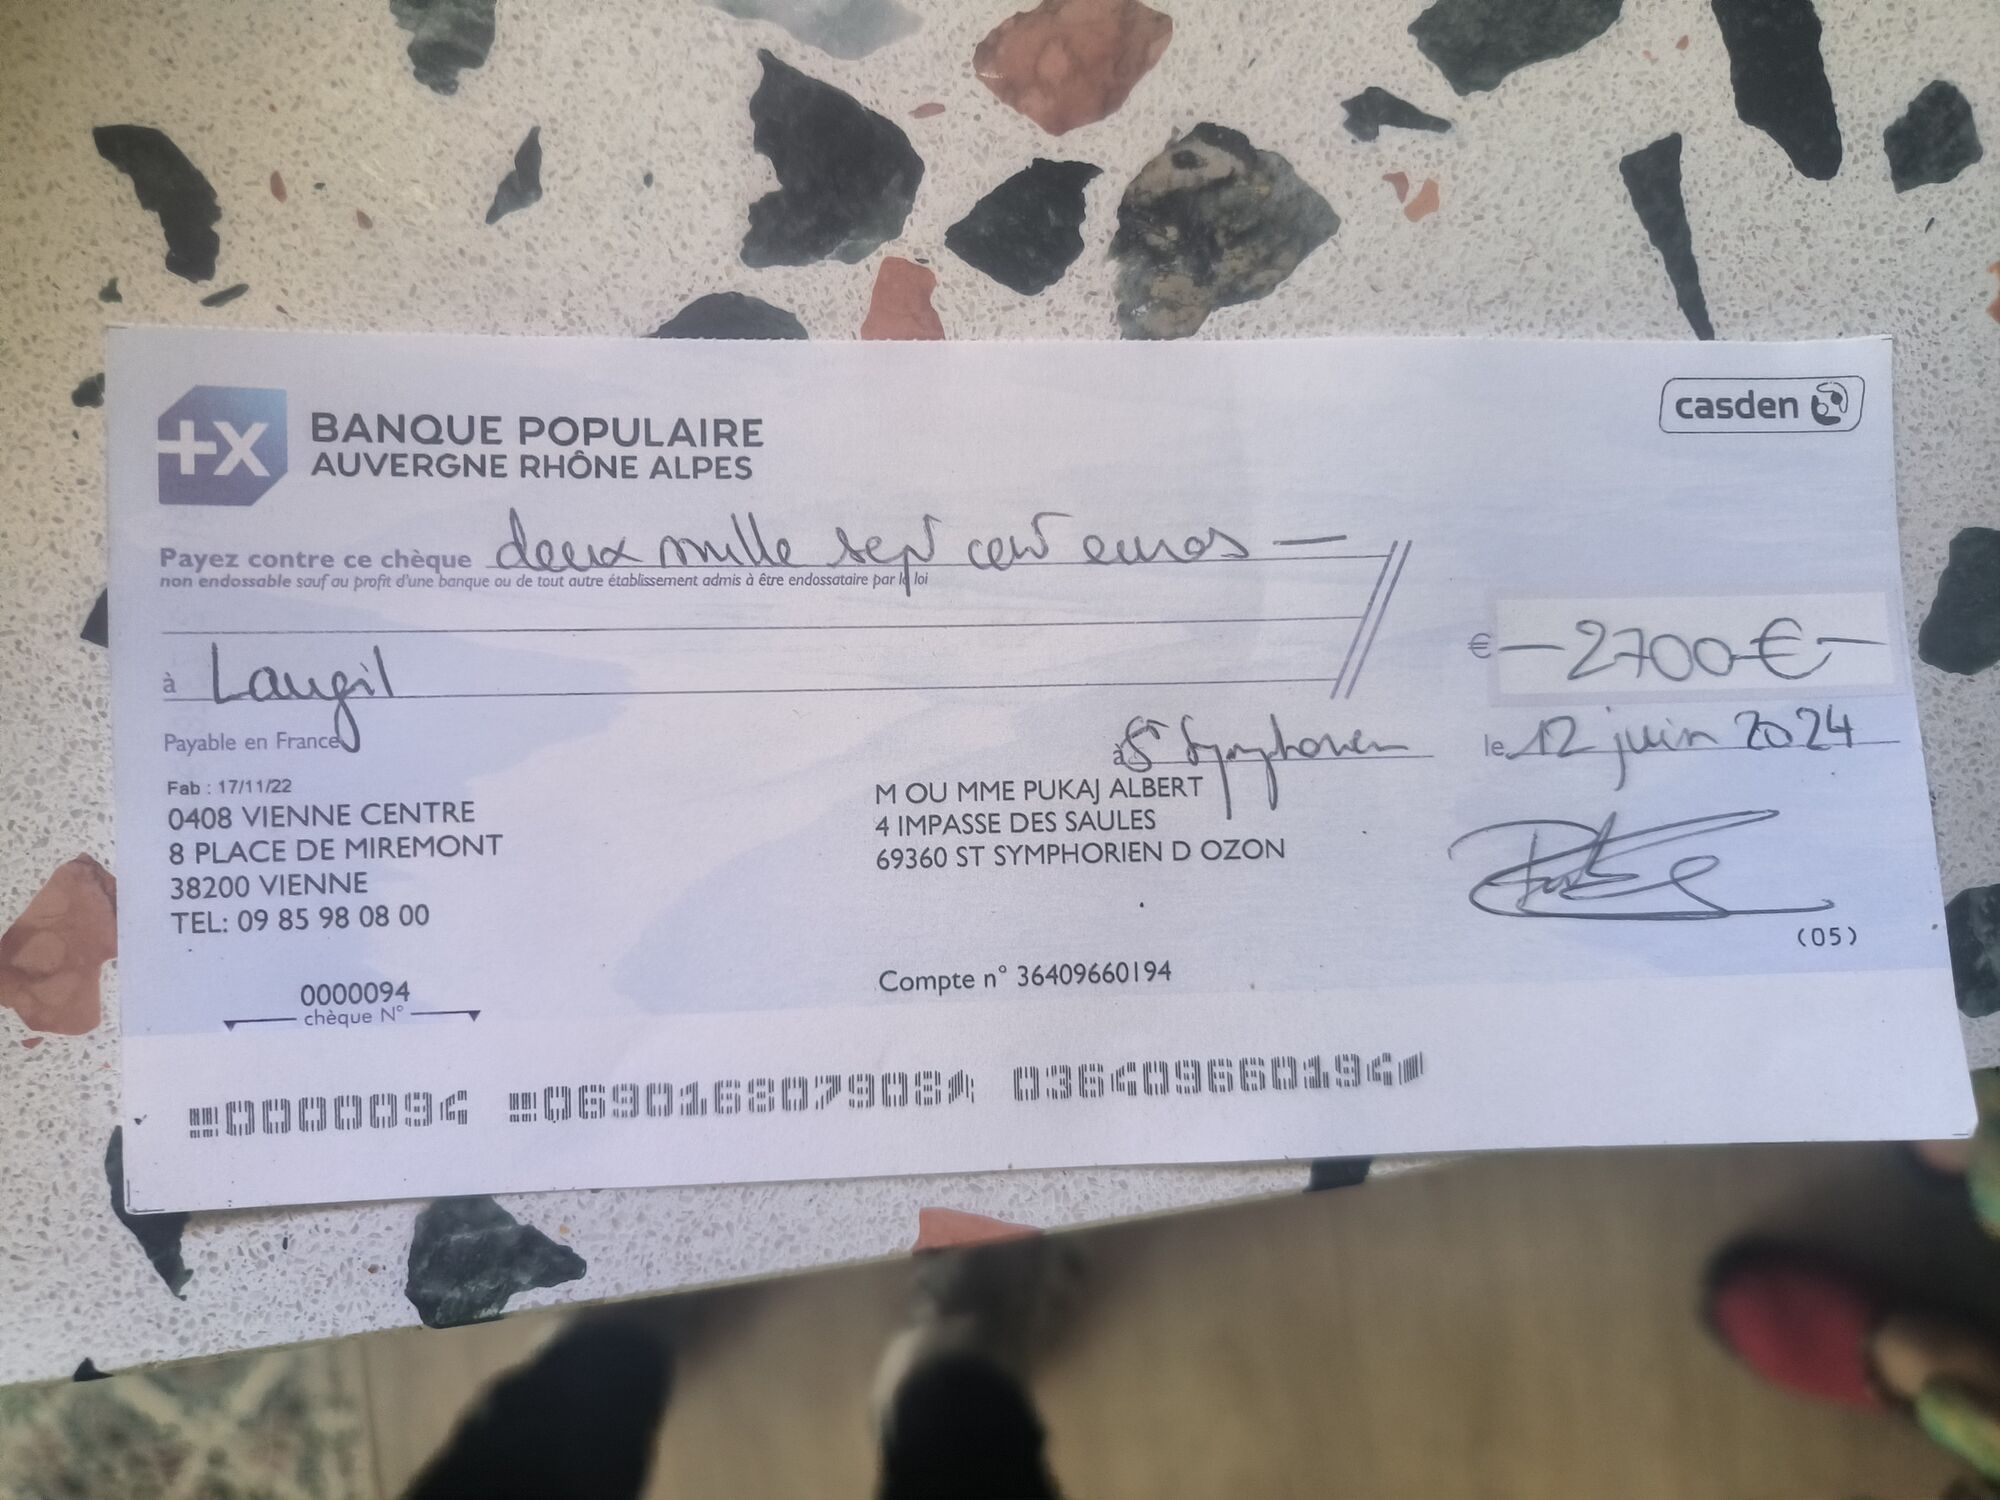 +X BANQUE POPULAIRE
AUVERGNE RHÔNE ALPES
casden
Payez contre ce chèque deux mille sept cent euros —
non endossable sauf au profit d'une banque ou de tout autre établissement admis à être endossataire par la loi
€ — 2700 € —
à Laugil
Payable en France
à St Symphorien
le 12 juin 2024
Fab : 17/11/22
0408 VIENNE CENTRE
8 PLACE DE MIREMONT
38200 VIENNE
TEL: 09 85 98 08 00
M OU MME PUKAJ ALBERT
4 IMPASSE DES SAULES
69360 ST SYMPHORIEN D OZON
(05)
Compte n° 36409660194
0000094
chèque N°
0000094 069016807908 036409660194